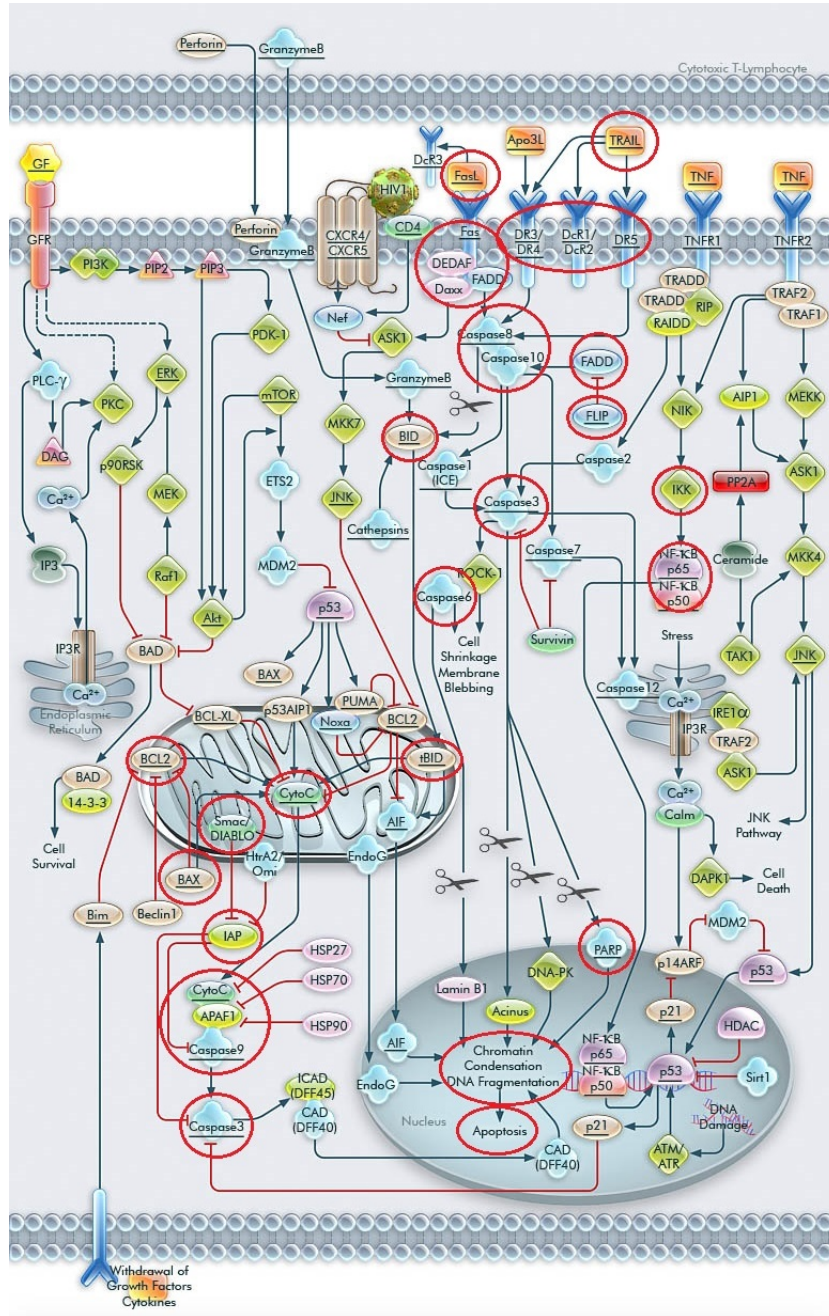 Perforin
GranzymeB
Cytotoxic T-Lymphocyte
GF
GFR
Perforin
GranzymeB
CXCR4/
CXCR5
HIV1
CD4
DcR3
FasL
Fas
DEDAF
Daxx
FADD
Apo3L
TRAIL
DR3/
DR4
DcR1/
DcR2
DR5
TNF
TNFR1
TNF
TNFR2
PI3K
PIP2
PIP3
PDK-1
Nef
ASK1
Caspase8
Caspase10
FADD
FLIP
TRADD
TRADD
RIP
RAIDD
TRAF2
TRAF1
PLC-γ
DAG
PKC
ERK
p90RSK
MEK
Raf1
mTOR
ETS2
MDM2
p53
Akt
MKK7
JNK
GranzymeB
BID
Cathepsins
Caspase1
(ICE)
Caspase2
Caspase3
Caspase7
ROCK-1
Caspase6
Cell
Shrinkage
Membrane
Blebbing
Survivin
Caspase12
NIK
IKK
NF-κB
p65
NF-κB
p50
AIP1
PP2A
Ceramide
TAK1
MEKK
ASK1
MKK4
JNK
Stress
Ca²⁺
IP3R
IRE1α
TRAF2
ASK1
Ca²⁺
Calm
JNK
Pathway
DAPK1
Cell
Death
Ca²⁺
IP3
IP3R
Ca²⁺
Endoplasmic
Reticulum
BAD
BAX
BCL-XL
p53AIP1
PUMA
Noxa
BCL2
BCL2
CytoC
tBID
Smac/
DIABLO
AIF
EndoG
HtrA2/
Omi
BAD
14-3-3
Cell
Survival
BAX
Bim
Beclin1
IAP
CytoC
APAF1
Caspase9
HSP27
HSP70
HSP90
Caspase3
ICAD
(DFF45)
CAD
(DFF40)
Lamin B1
Acinus
DNA-PK
PARP
AIF
EndoG
Chromatin
Condensation
DNA Fragmentation
Apoptosis
Nucleus
CAD
(DFF40)
NF-κB
p65
NF-κB
p50
p21
p14ARF
MDM2
p53
p21
p53
HDAC
Sirt1
DNA
Damage
ATM/
ATR
Withdrawal of
Growth Factors
Cytokines